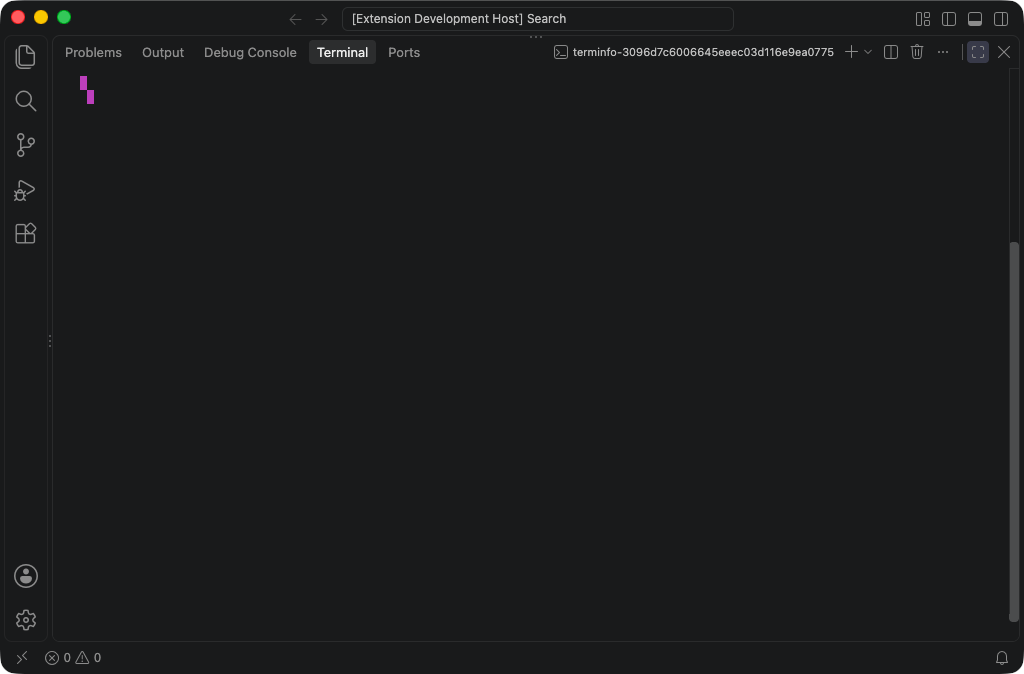 [Extension Development Host] Search
Problems Output Debug Console Terminal Ports terminfo-3096d7c6006645eeec03d116e9ea0775
0 0